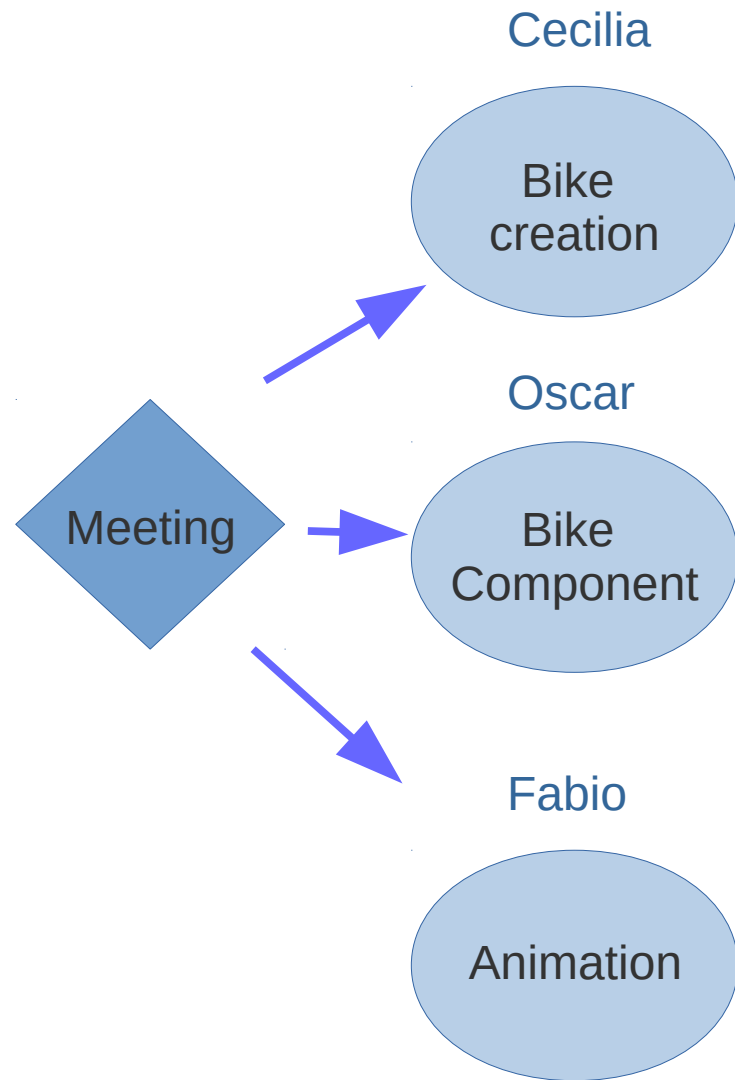 Cecilia
Bike
creation
Oscar
Meeting
Bike
Component
Fabio
Animation